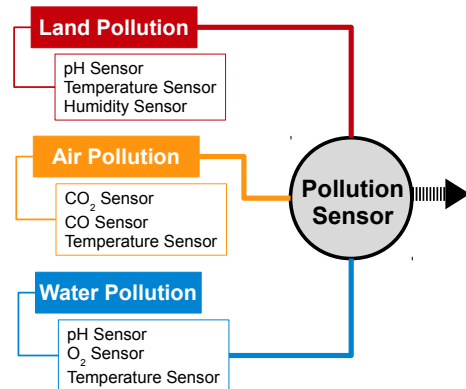 Land Pollution
pH Sensor
Temperature Sensor
Humidity Sensor
Air Pollution
CO₂ Sensor
CO Sensor
Temperature Sensor
Pollution
Sensor
Water Pollution
pH Sensor
O₂ Sensor
Temperature Sensor